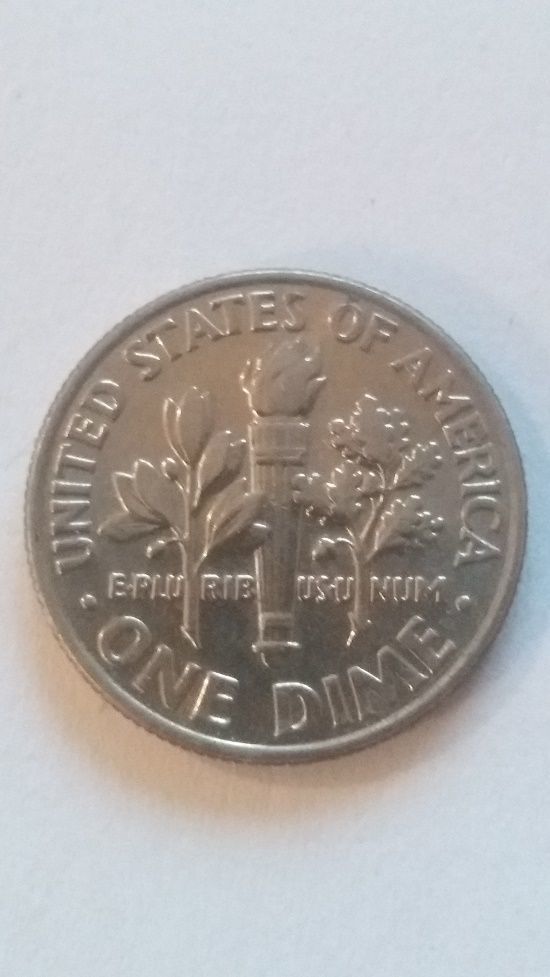 UNITED STATES OF AMERICA
E·PLU RIB US·U NUM
· ONE DIME ·